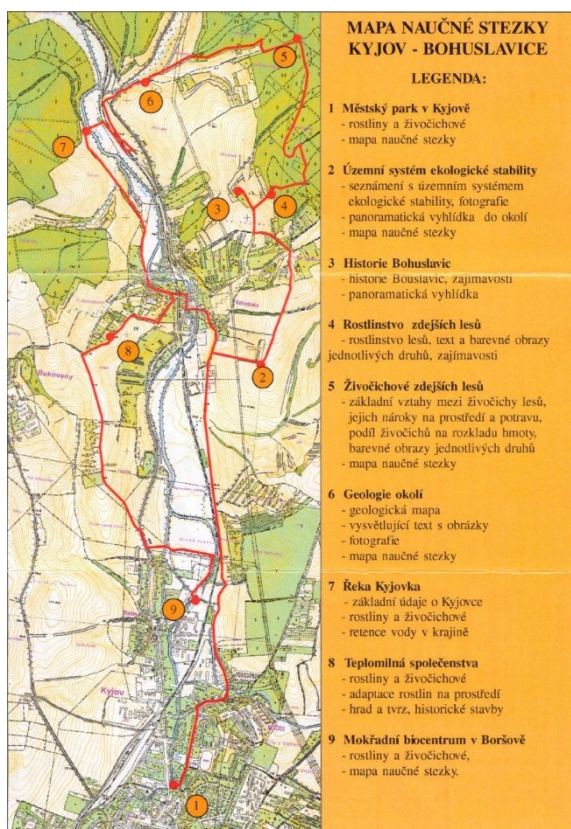 MAPA NAUČNÉ STEZKY
KYJOV - BOHUSLAVICE
LEGENDA:
1 Městský park v Kyjově
- rostliny a živočichové
- mapa naučné stezky
2 Územní systém ekologické stability
- seznámení s územním systémem
ekologické stability, fotografie
- panoramatická vyhlídka do okolí
- mapa naučné stezky
3 Historie Bohuslavic
- historie Bouslavic, zajímavosti
- panoramatická vyhlídka
4 Rostlinstvo zdejších lesů
- rostlinstvo lesů, text a barevné obrazy
jednotlivých druhů, zajímavosti
5 Živočichové zdejších lesů
- základní vztahy mezi živočichy lesů,
jejich nároky na prostředí a potravu,
podíl živočichů na rozkladu hmoty,
barevné obrazy jednotlivých druhů
- mapa naučné stezky
6 Geologie okolí
- geologická mapa
- vysvětlující text s obrázky
- fotografie
- mapa naučné stezky
7 Řeka Kyjovka
- základní údaje o Kyjovce
- rostliny a živočichové
- retence vody v krajině
8 Teplomilná společenstva
- rostliny a živočichové
- adaptace rostlin na prostředí
- hrad a tvrz, historické stavby
9 Mokřadní biocentrum v Boršově
- rostliny a živočichové,
- mapa naučné stezky.
5
6
7
3
4
8
2
Bukovany
9
Kyjov
1